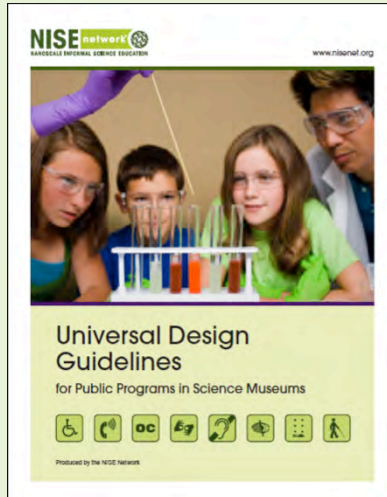 NISE network
NANOSCALE INFORMAL SCIENCE EDUCATION
www.nisenet.org
Universal Design
Guidelines
for Public Programs in Science Museums
OC
Produced by the NISE Network